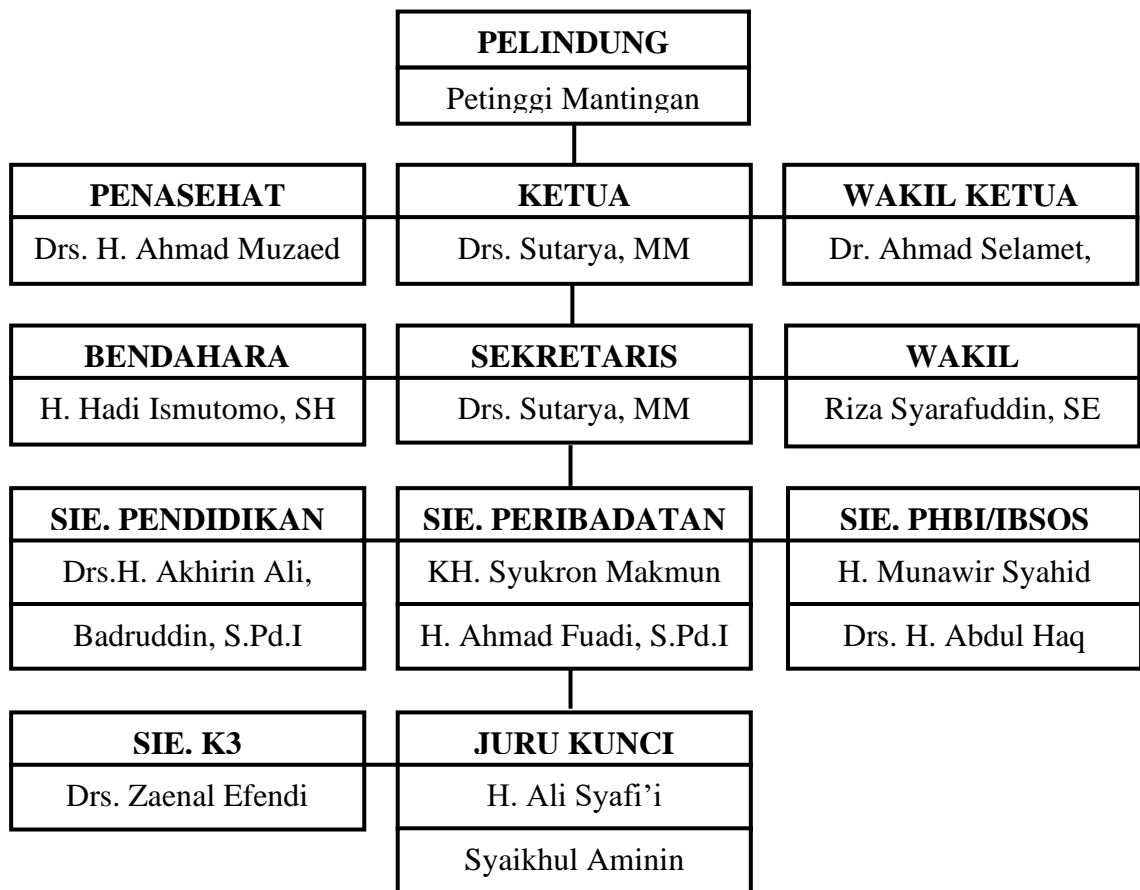 PELINDUNG
Petinggi Mantingan
PENASEHAT
Drs. H. Ahmad Muzaed
KETUA
Drs. Sutarya, MM
WAKIL KETUA
Dr. Ahmad Selamet,
BENDAHARA
H. Hadi Ismutomo, SH
SEKRETARIS
Drs. Sutarya, MM
WAKIL
Riza Syarafuddin, SE
SIE. PENDIDIKAN
Drs.H. Akhirin Ali,
Badruddin, S.Pd.I
SIE. PERIBADATAN
KH. Syukron Makmun
H. Ahmad Fuadi, S.Pd.I
SIE. PHBI/IBSOS
H. Munawir Syahid
Drs. H. Abdul Haq
SIE. K3
Drs. Zaenal Efendi
JURU KUNCI
H. Ali Syafi’i
Syaikhul Aminin